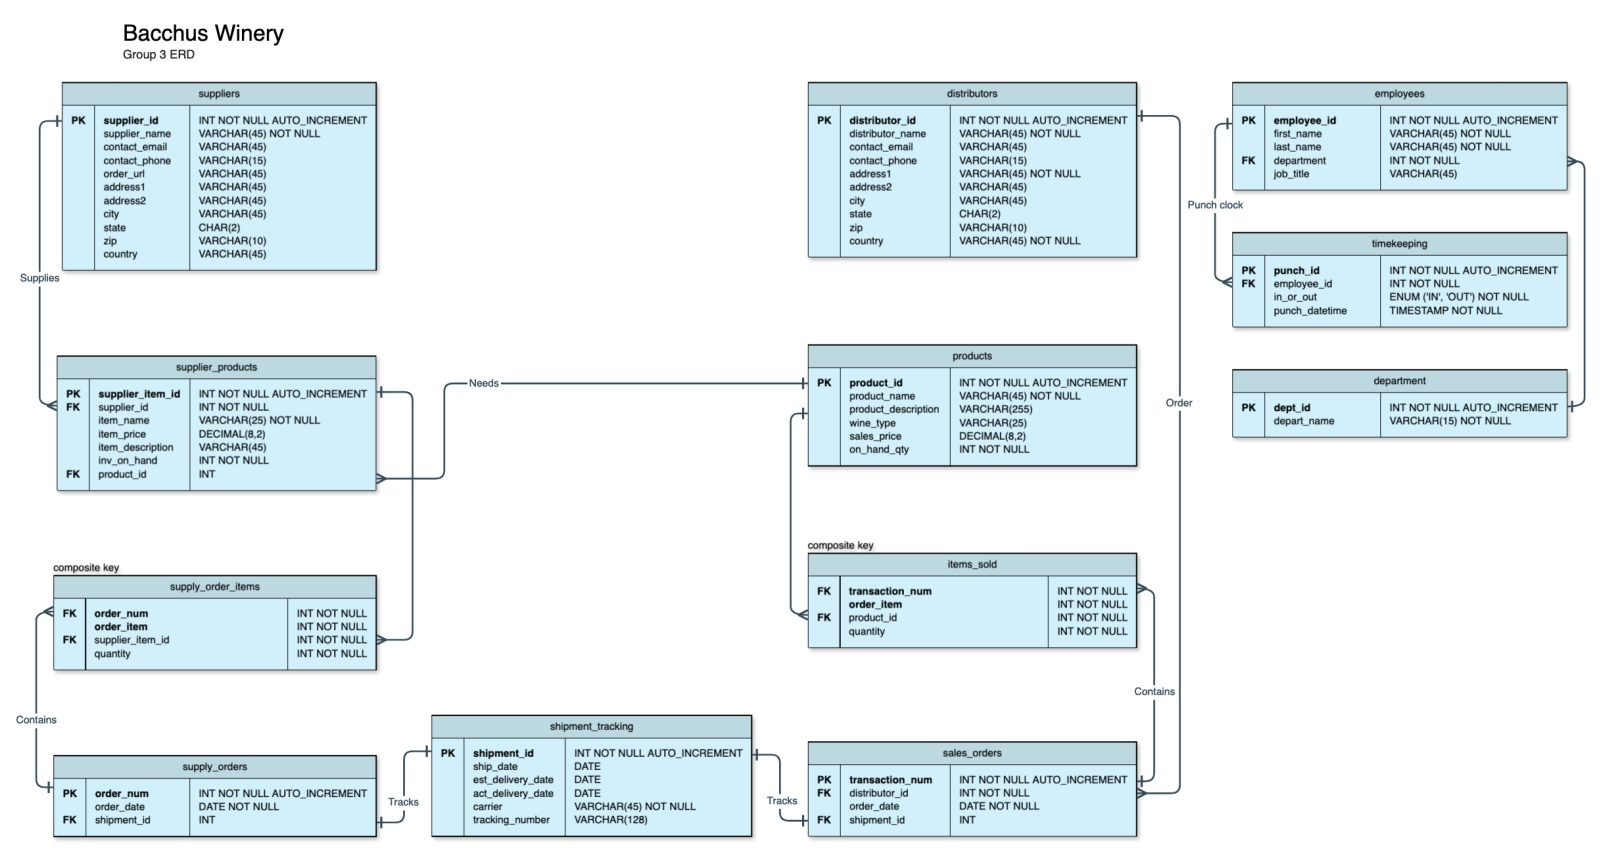 Bacchus Winery
Group 3 ERD
suppliers
PK supplier_id INT NOT NULL AUTO_INCREMENT
supplier_name VARCHAR(45) NOT NULL
contact_email VARCHAR(45)
contact_phone VARCHAR(15)
order_url VARCHAR(45)
address1 VARCHAR(45)
address2 VARCHAR(45)
city VARCHAR(45)
state CHAR(2)
zip VARCHAR(10)
country VARCHAR(45)
distributors
PK distributor_id INT NOT NULL AUTO_INCREMENT
distributor_name VARCHAR(45) NOT NULL
contact_email VARCHAR(45)
contact_phone VARCHAR(15)
address1 VARCHAR(45) NOT NULL
address2 VARCHAR(45)
city VARCHAR(45)
state CHAR(2)
zip VARCHAR(10)
country VARCHAR(45) NOT NULL
employees
PK employee_id INT NOT NULL AUTO_INCREMENT
first_name VARCHAR(45) NOT NULL
last_name VARCHAR(45) NOT NULL
FK department INT NOT NULL
job_title VARCHAR(45)
Punch clock
timekeeping
PK punch_id INT NOT NULL AUTO_INCREMENT
FK employee_id INT NOT NULL
in_or_out ENUM ('IN', 'OUT') NOT NULL
punch_datetime TIMESTAMP NOT NULL
Supplies
supplier_products
PK supplier_item_id INT NOT NULL AUTO_INCREMENT
FK supplier_id INT NOT NULL
item_name VARCHAR(25) NOT NULL
item_price DECIMAL(8,2)
item_description VARCHAR(45)
inv_on_hand INT NOT NULL
FK product_id INT
Needs
products
PK product_id INT NOT NULL AUTO_INCREMENT
product_name VARCHAR(45) NOT NULL
product_description VARCHAR(255)
wine_type VARCHAR(25)
sales_price DECIMAL(8,2)
on_hand_qty INT NOT NULL
Order
department
PK dept_id INT NOT NULL AUTO_INCREMENT
depart_name VARCHAR(15) NOT NULL
composite key
supply_order_items
FK order_num INT NOT NULL
order_item INT NOT NULL
FK supplier_item_id INT NOT NULL
quantity INT NOT NULL
composite key
items_sold
FK transaction_num INT NOT NULL
order_item INT NOT NULL
FK product_id INT NOT NULL
quantity INT NOT NULL
Contains
Contains
supply_orders
PK order_num INT NOT NULL AUTO_INCREMENT
order_date DATE NOT NULL
FK shipment_id INT
Tracks
shipment_tracking
PK shipment_id INT NOT NULL AUTO_INCREMENT
ship_date DATE
est_delivery_date DATE
act_delivery_date DATE
carrier VARCHAR(45) NOT NULL
tracking_number VARCHAR(128)
Tracks
sales_orders
PK transaction_num INT NOT NULL AUTO_INCREMENT
FK distributor_id INT NOT NULL
order_date DATE NOT NULL
FK shipment_id INT